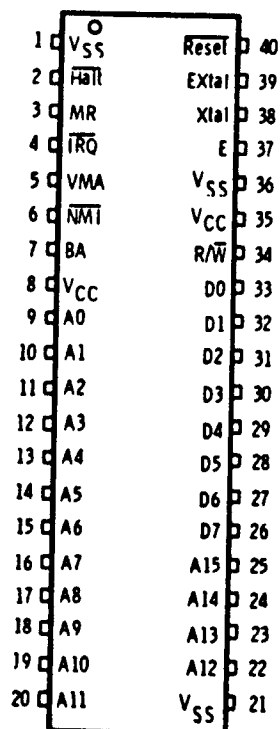 1 VSS Reset 40
2 Halt EXtal 39
3 MR Xtal 38
4 IRQ E 37
5 VMA VSS 36
6 NMI VCC 35
7 BA R/W 34
8 VCC D0 33
9 A0 D1 32
10 A1 D2 31
11 A2 D3 30
12 A3 D4 29
13 A4 D5 28
14 A5 D6 27
15 A6 D7 26
16 A7 A15 25
17 A8 A14 24
18 A9 A13 23
19 A10 A12 22
20 A11 VSS 21